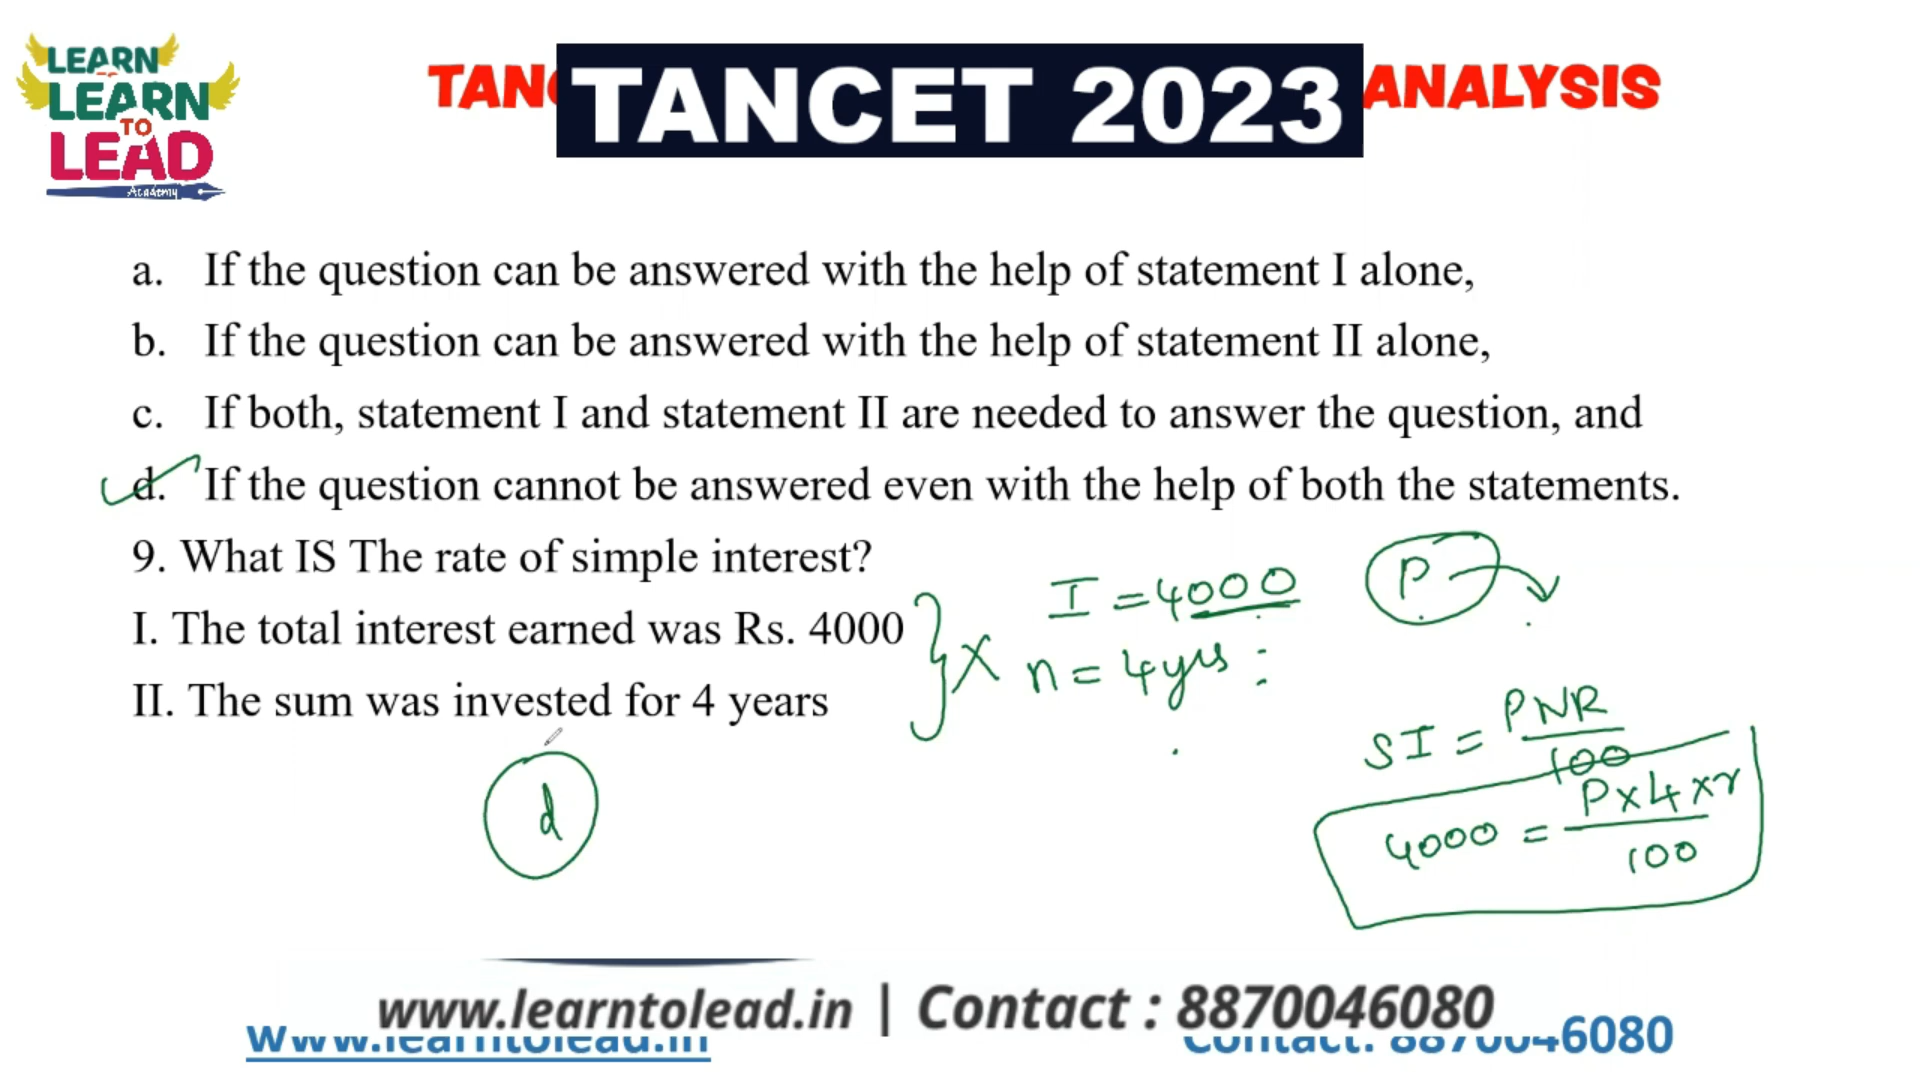 LEARN
LEARN
TO
LEAD
Academy
TANCET 2023
ANALYSIS
a. If the question can be answered with the help of statement I alone,
b. If the question can be answered with the help of statement II alone,
c. If both, statement I and statement II are needed to answer the question, and
d. If the question cannot be answered even with the help of both the statements.
9. What IS The rate of simple interest?
I. The total interest earned was Rs. 4000
II. The sum was invested for 4 years
X
I = 4000
n = 4yrs :
P
SI = PNR
100
4000 = P x 4 x r
100
d
www.learntolead.in | Contact : 8870046080
Www.learntolead.in Contact: 8870046080